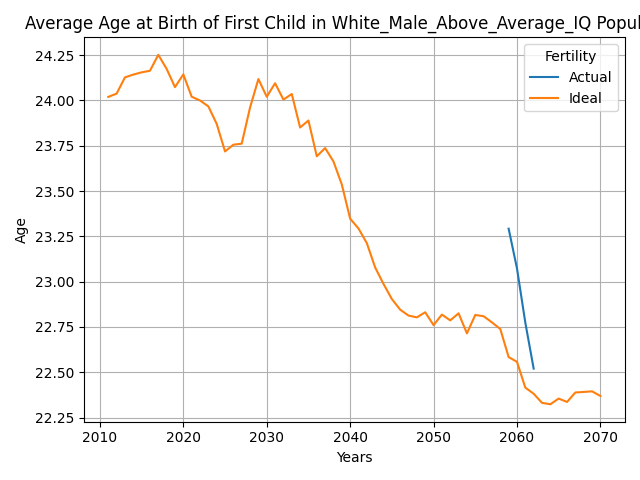 Average Age at Birth of First Child in White_Male_Above_Average_IQ Popul
Fertility
Actual
Ideal
Age
24.25
24.00
23.75
23.50
23.25
23.00
22.75
22.50
22.25
2010 2020 2030 2040 2050 2060 2070
Years